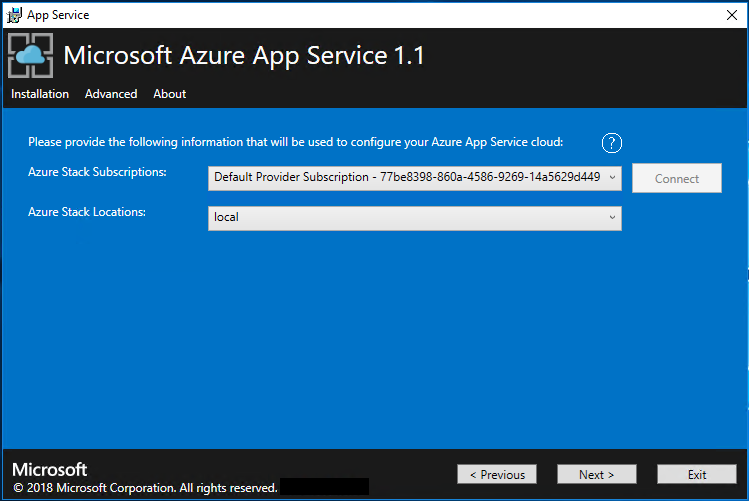 App Service
Microsoft Azure App Service 1.1
Installation Advanced About
Please provide the following information that will be used to configure your Azure App Service cloud: ?
Azure Stack Subscriptions: Default Provider Subscription - 77be8398-860a-4586-9269-14a5629d449 Connect
Azure Stack Locations: local
Microsoft
© 2018 Microsoft Corporation. All rights reserved.
< Previous Next > Exit